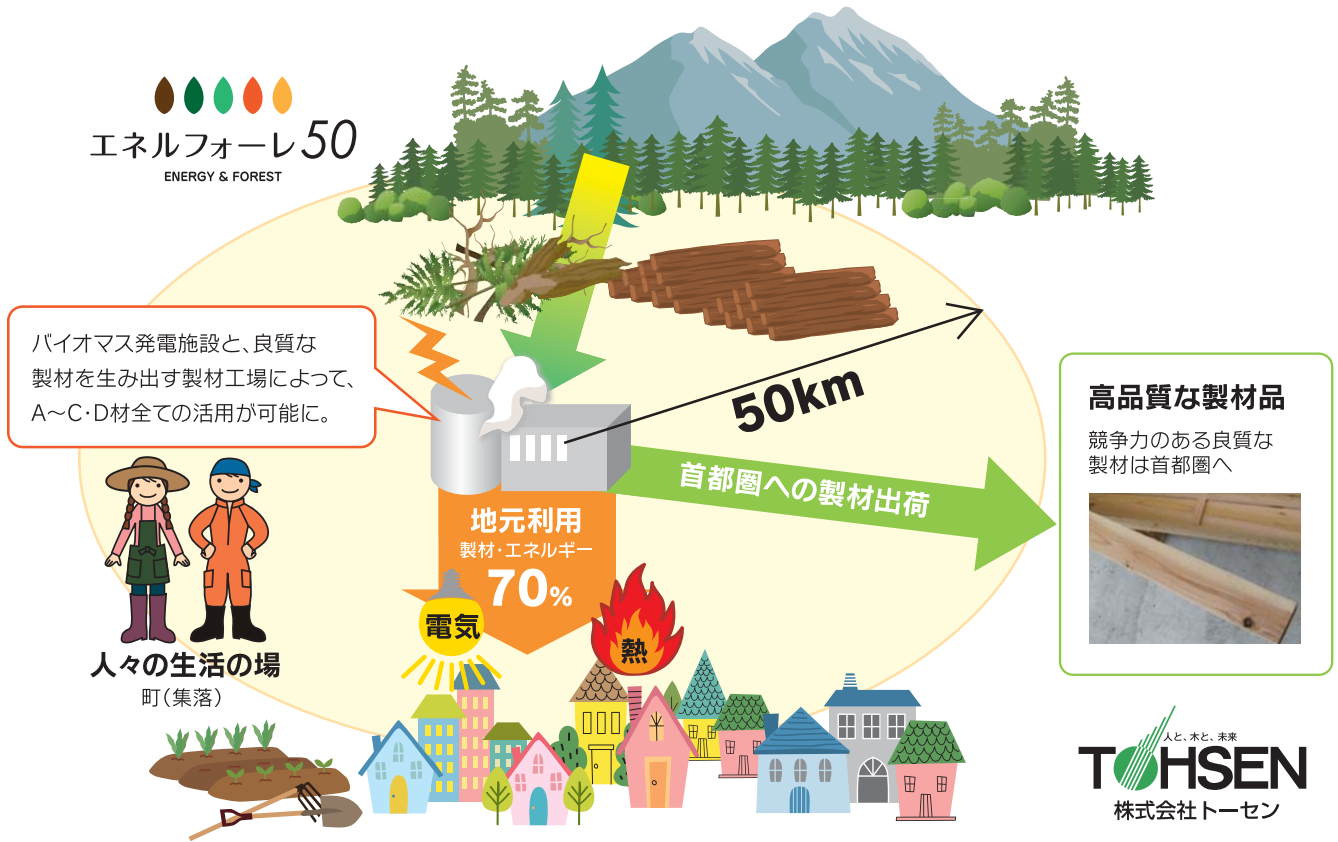 エネルフォーレ50
ENERGY & FOREST
バイオマス発電施設と、良質な
製材を生み出す製材工場によって、
A〜C・D材全ての活用が可能に。
50km
首都圏への製材出荷
高品質な製材品
競争力のある良質な
製材は首都圏へ
地元利用
製材・エネルギー
70%
電気
熱
人々の生活の場
町（集落）
人と、木と、未来
TOHSEN
株式会社トーセン